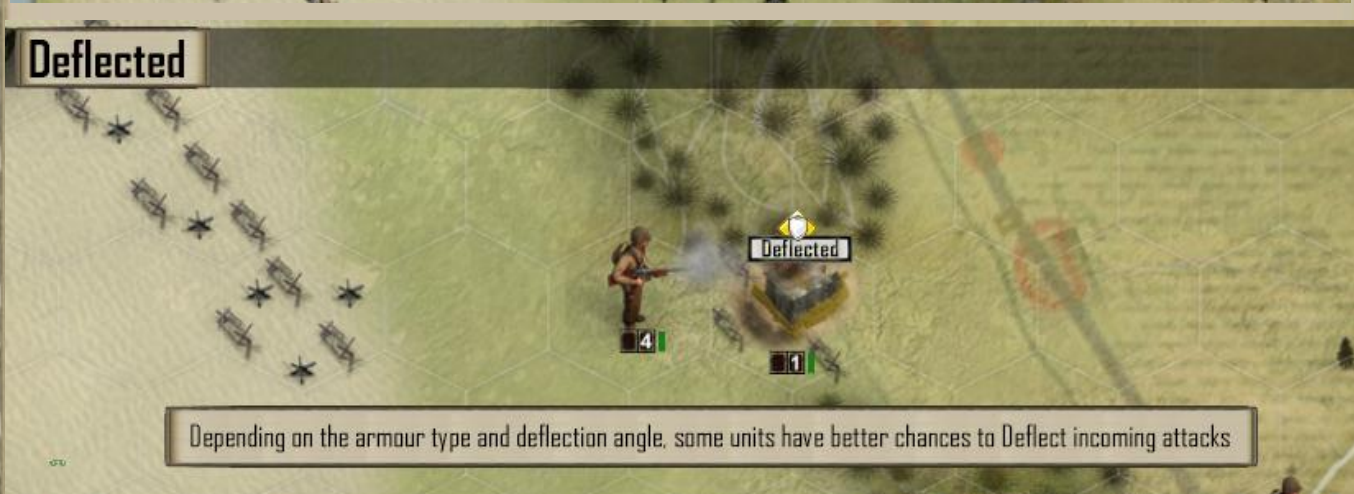 Deflected
Deflected
4
1
Depending on the armour type and deflection angle, some units have better chances to Deflect incoming attacks